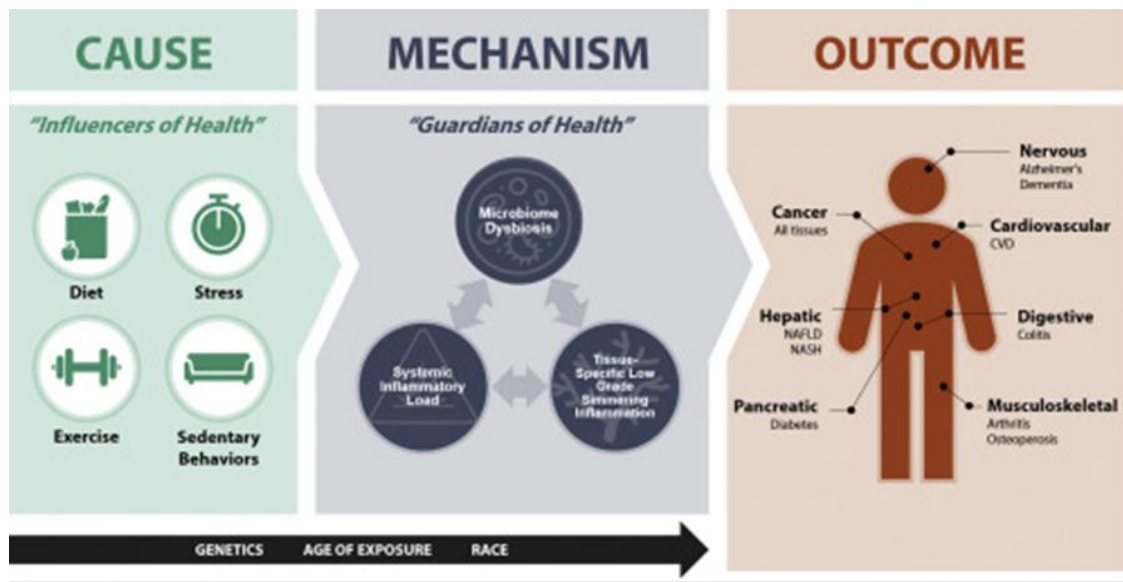 CAUSE
MECHANISM
OUTCOME
"Influencers of Health"
Diet
Stress
Exercise
Sedentary
Behaviors
"Guardians of Health"
Microbiome
Dysbiosis
Systemic
Inflammatory
Load
Tissue-
Specific Low
Grade
Simmering
Inflammation
Nervous
Alzheimer's
Dementia
Cancer
All tissues
Cardiovascular
CVD
Hepatic
NAFLD
NASH
Digestive
Colitis
Pancreatic
Diabetes
Musculoskeletal
Arthritis
Osteoperosis
GENETICS AGE OF EXPOSURE RACE